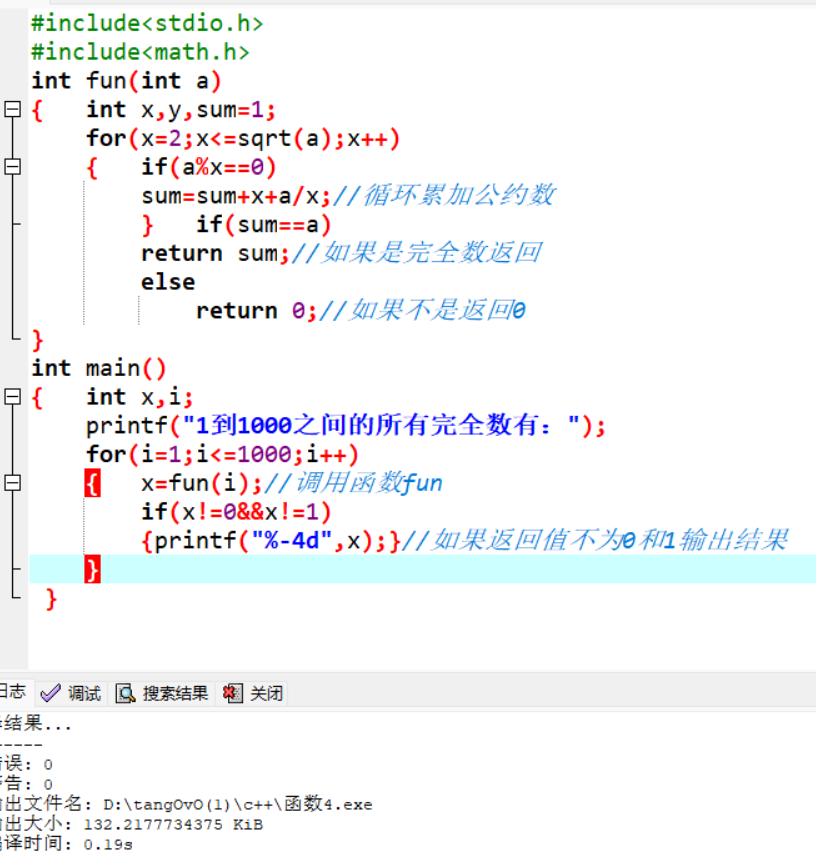 #include<stdio.h>
#include<math.h>
int fun(int a)
{   int x,y,sum=1;
    for(x=2;x<=sqrt(a);x++)
    {   if(a%x==0)
        sum=sum+x+a/x;//循环累加公约数
        }   if(sum==a)
        return sum;//如果是完全数返回
        else
            return 0;//如果不是返回0
}
int main()
{   int x,i;
    printf("1到1000之间的所有完全数有：");
    for(i=1;i<=1000;i++)
    {   x=fun(i);//调用函数fun
        if(x!=0&&x!=1)
        {printf("%-4d",x);}//如果返回值不为0和1输出结果
    }
 }
日志 调试 搜索结果 关闭
结果...
-----
误: 0
告: 0
出文件名: D:\tangOvO(1)\c++\函数4.exe
出大小: 132.2177734375 KiB
译时间: 0.19s